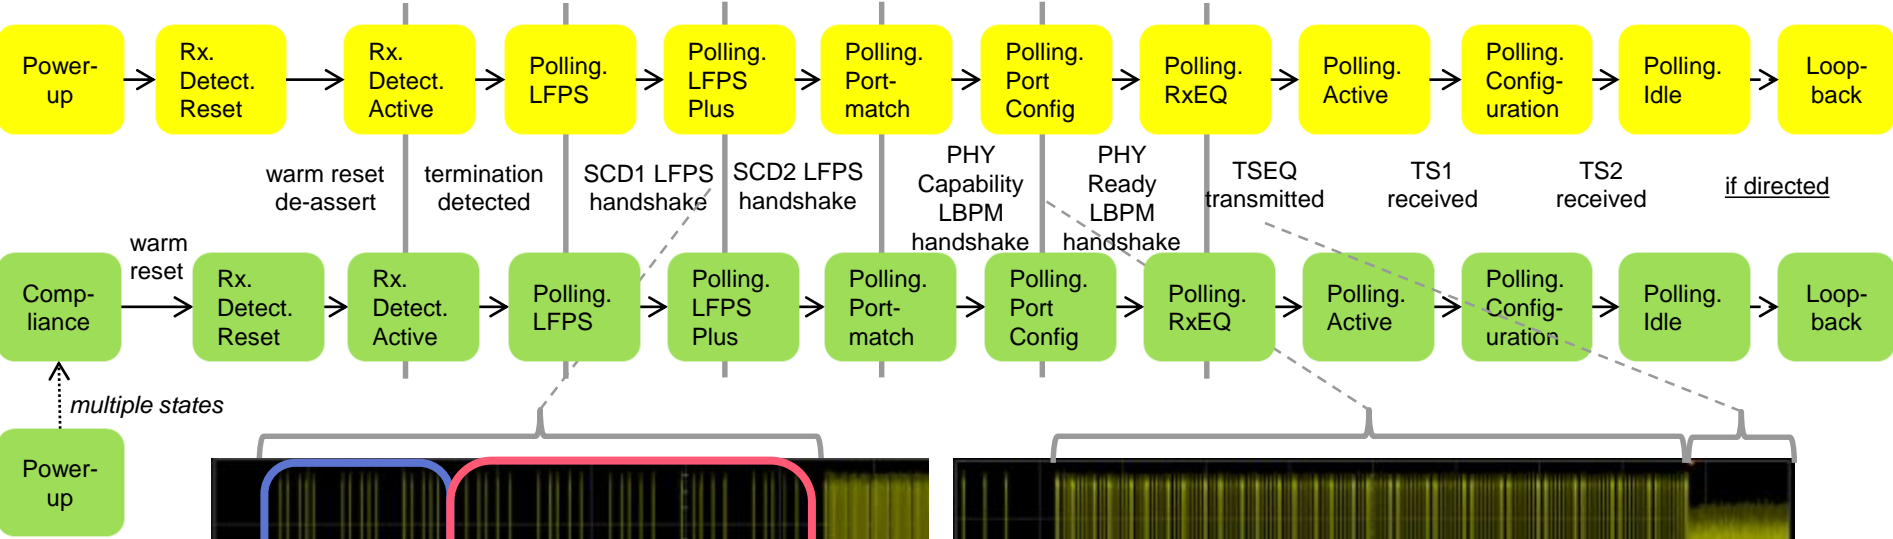 Power-
up
Rx.
Detect.
Reset
Rx.
Detect.
Active
Polling.
LFPS
Polling.
LFPS
Plus
Polling.
Port-
match
Polling.
Port
Config
Polling.
RxEQ
Polling.
Active
Polling.
Config-
uration
Polling.
Idle
Loop-
back
warm reset
de-assert
termination
detected
SCD1 LFPS
handshake
SCD2 LFPS
handshake
PHY
Capability
LBPM
handshake
PHY
Ready
LBPM
handshake
TSEQ
transmitted
TS1
received
TS2
received
if directed
Comp-
liance
warm
reset
Rx.
Detect.
Reset
Rx.
Detect.
Active
Polling.
LFPS
Polling.
LFPS
Plus
Polling.
Port-
match
Polling.
Port
Config
Polling.
RxEQ
Polling.
Active
Polling.
Config-
uration
Polling.
Idle
Loop-
back
multiple states
Power-
up